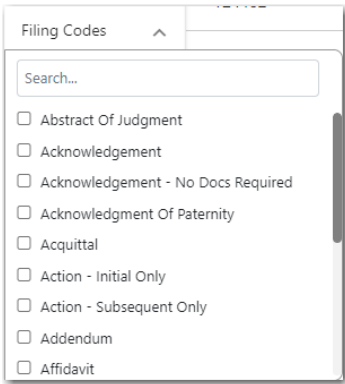 Filing Codes
Search...
Abstract Of Judgment
Acknowledgement
Acknowledgement - No Docs Required
Acknowledgment Of Paternity
Acquittal
Action - Initial Only
Action - Subsequent Only
Addendum
Affidavit